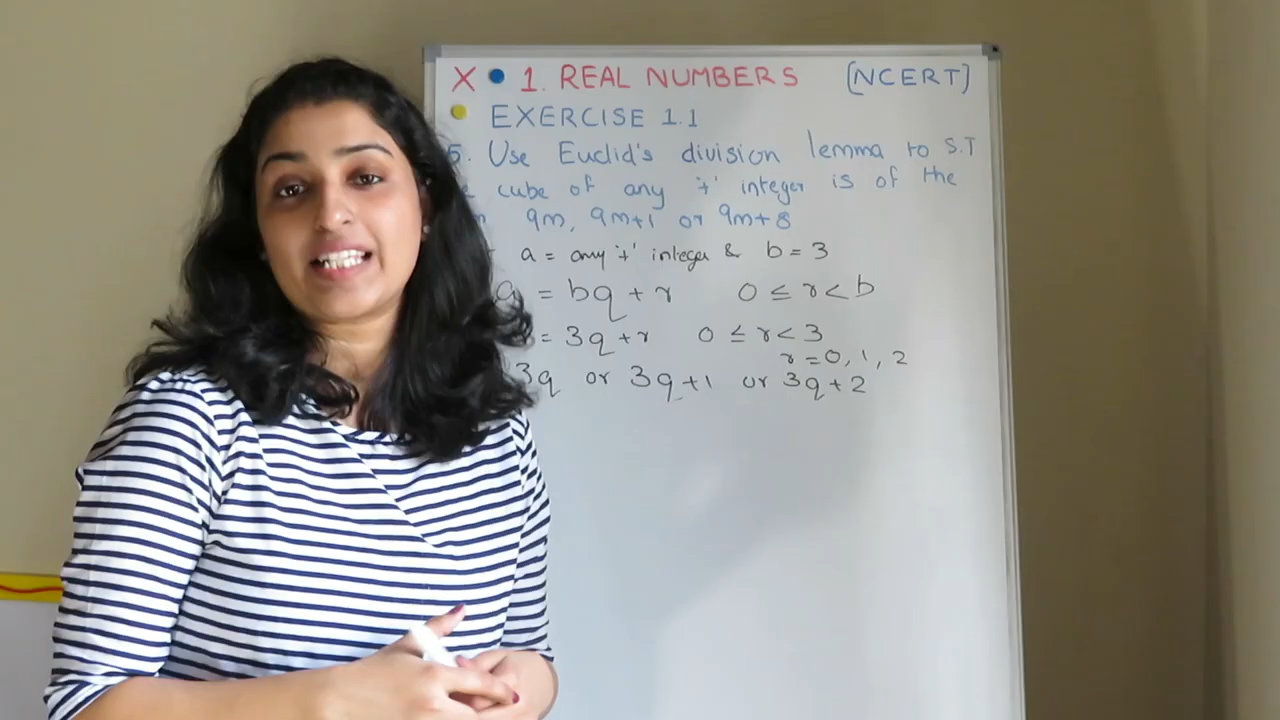 X 1. REAL NUMBERS [NCERT]
EXERCISE 1.1
5. Use Euclid's division lemma to S.T
cube of any '+' integer is of the
9m, 9m+1 or 9m+8
a = any '+' integer & b = 3
a = bq + r 0 ≤ r < b
= 3q + r 0 ≤ r < 3
r = 0, 1, 2
3q or 3q+1 or 3q+2